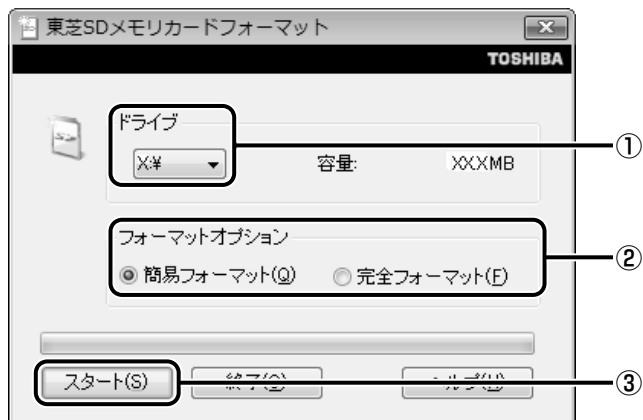 東芝SDメモリカードフォーマット
TOSHIBA
ドライブ
X:¥ 容量: XXXMB
①
フォーマットオプション
簡易フォーマット(Q) 完全フォーマット(F)
②
スタート(S)
③